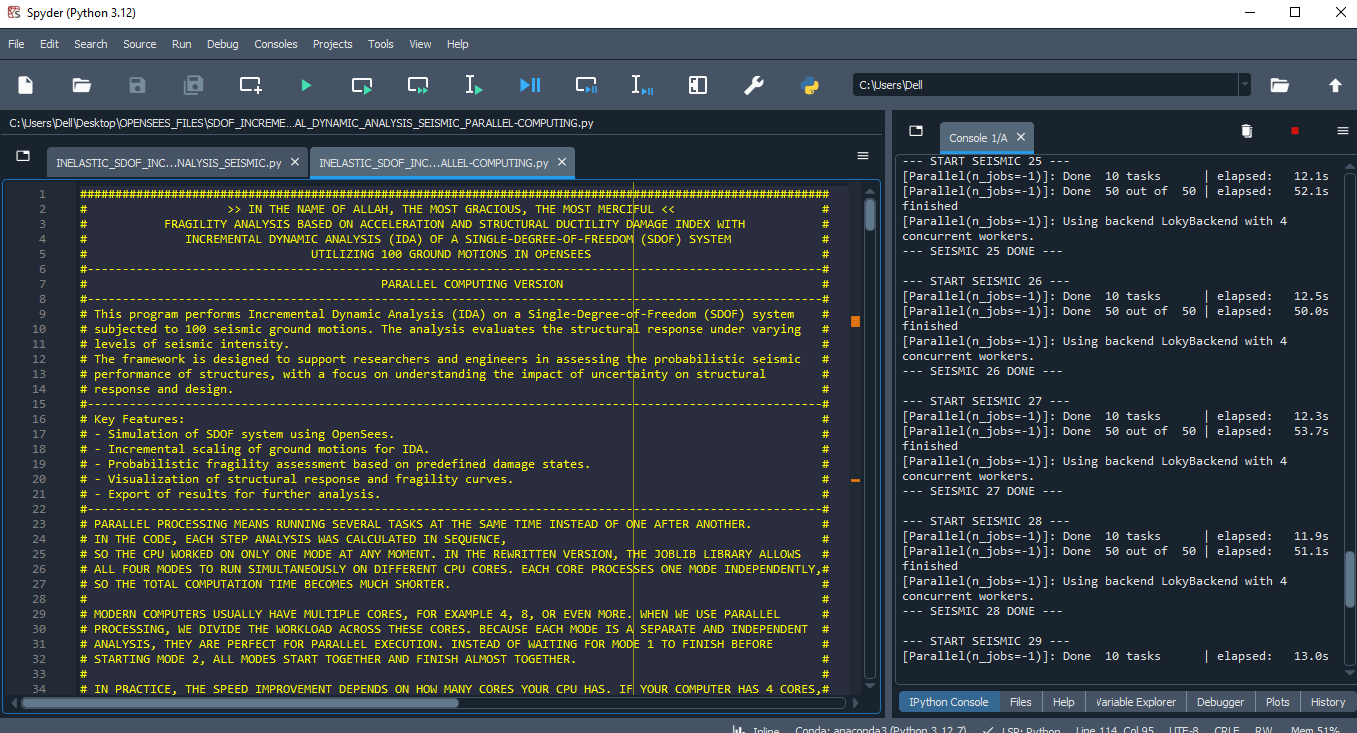 Spyder (Python 3.12)
File Edit Search Source Run Debug Consoles Projects Tools View Help
C:\Users\Dell
C:\Users\Dell\Desktop\OPENSEES_FILES\SDOF_INCREME...AL_DYNAMIC_ANALYSIS_SEISMIC_PARALLEL-COMPUTING.py
INELASTIC_SDOF_INC...NALYSIS_SEISMIC.py
INELASTIC_SDOF_INC...ALLEL-COMPUTING.py
1 ##########################################################################################################
2 # >> IN THE NAME OF ALLAH, THE MOST GRACIOUS, THE MOST MERCIFUL << #
3 # FRAGILITY ANALYSIS BASED ON ACCELERATION AND STRUCTURAL DUCTILITY DAMAGE INDEX WITH #
4 # INCREMENTAL DYNAMIC ANALYSIS (IDA) OF A SINGLE-DEGREE-OF-FREEDOM (SDOF) SYSTEM #
5 # UTILIZING 100 GROUND MOTIONS IN OPENSEES #
6 #--------------------------------------------------------------------------------------------------------#
7 # PARALLEL COMPUTING VERSION #
8 #--------------------------------------------------------------------------------------------------------#
9 # This program performs Incremental Dynamic Analysis (IDA) on a Single-Degree-of-Freedom (SDOF) system #
10 # subjected to 100 seismic ground motions. The analysis evaluates the structural response under varying #
11 # levels of seismic intensity. #
12 # The framework is designed to support researchers and engineers in assessing the probabilistic seismic #
13 # performance of structures, with a focus on understanding the impact of uncertainty on structural #
14 # response and design. #
15 #--------------------------------------------------------------------------------------------------------#
16 # Key Features: #
17 # - Simulation of SDOF system using OpenSees. #
18 # - Incremental scaling of ground motions for IDA. #
19 # - Probabilistic fragility assessment based on predefined damage states. #
20 # - Visualization of structural response and fragility curves. #
21 # - Export of results for further analysis. #
22 #--------------------------------------------------------------------------------------------------------#
23 # PARALLEL PROCESSING MEANS RUNNING SEVERAL TASKS AT THE SAME TIME INSTEAD OF ONE AFTER ANOTHER. #
24 # IN THE CODE, EACH STEP ANALYSIS WAS CALCULATED IN SEQUENCE, #
25 # SO THE CPU WORKED ON ONLY ONE MODE AT ANY MOMENT. IN THE REWRITTEN VERSION, THE JOBLIB LIBRARY ALLOWS #
26 # ALL FOUR MODES TO RUN SIMULTANEOUSLY ON DIFFERENT CPU CORES. EACH CORE PROCESSES ONE MODE INDEPENDENTLY,#
27 # SO THE TOTAL COMPUTATION TIME BECOMES MUCH SHORTER. #
28 # #
29 # MODERN COMPUTERS USUALLY HAVE MULTIPLE CORES, FOR EXAMPLE 4, 8, OR EVEN MORE. WHEN WE USE PARALLEL #
30 # PROCESSING, WE DIVIDE THE WORKLOAD ACROSS THESE CORES. BECAUSE EACH MODE IS A SEPARATE AND INDEPENDENT #
31 # ANALYSIS, THEY ARE PERFECT FOR PARALLEL EXECUTION. INSTEAD OF WAITING FOR MODE 1 TO FINISH BEFORE #
32 # STARTING MODE 2, ALL MODES START TOGETHER AND FINISH ALMOST TOGETHER. #
33 # #
34 # IN PRACTICE, THE SPEED IMPROVEMENT DEPENDS ON HOW MANY CORES YOUR CPU HAS. IF YOUR COMPUTER HAS 4 CORES,#
Console 1/A
--- START SEISMIC 25 ---
[Parallel(n_jobs=-1)]: Done 10 tasks | elapsed: 12.1s
[Parallel(n_jobs=-1)]: Done 50 out of 50 | elapsed: 52.1s
finished
[Parallel(n_jobs=-1)]: Using backend LokyBackend with 4
concurrent workers.
--- SEISMIC 25 DONE ---
--- START SEISMIC 26 ---
[Parallel(n_jobs=-1)]: Done 10 tasks | elapsed: 12.5s
[Parallel(n_jobs=-1)]: Done 50 out of 50 | elapsed: 50.0s
finished
[Parallel(n_jobs=-1)]: Using backend LokyBackend with 4
concurrent workers.
--- SEISMIC 26 DONE ---
--- START SEISMIC 27 ---
[Parallel(n_jobs=-1)]: Done 10 tasks | elapsed: 12.3s
[Parallel(n_jobs=-1)]: Done 50 out of 50 | elapsed: 53.7s
finished
[Parallel(n_jobs=-1)]: Using backend LokyBackend with 4
concurrent workers.
--- SEISMIC 27 DONE ---
--- START SEISMIC 28 ---
[Parallel(n_jobs=-1)]: Done 10 tasks | elapsed: 11.9s
[Parallel(n_jobs=-1)]: Done 50 out of 50 | elapsed: 51.1s
finished
[Parallel(n_jobs=-1)]: Using backend LokyBackend with 4
concurrent workers.
--- SEISMIC 28 DONE ---
--- START SEISMIC 29 ---
[Parallel(n_jobs=-1)]: Done 10 tasks | elapsed: 13.0s
IPython Console Files Help Variable Explorer Debugger Plots History
Inline Conda: anaconda3 (Python 3.12.7) LSP: Python Line 114, Col 95 UTF-8 CRLF RW Mem 51%